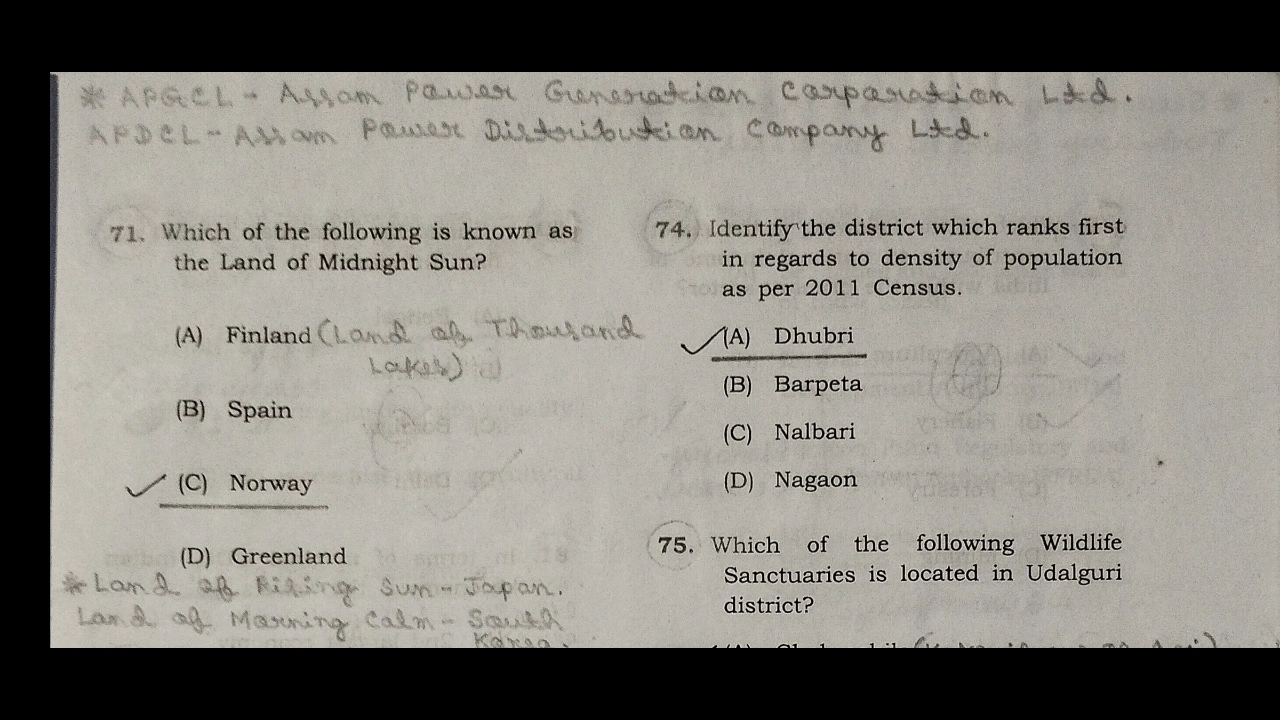 * APGCL - Assam Power Generation Corporation Ltd.
APDCL - Assam Power Distribution Company Ltd.
71. Which of the following is known as
the Land of Midnight Sun?
(A) Finland (Land of Thousand
Lakes)
(B) Spain
(C) Norway
(D) Greenland
* Land of Rising Sun - Japan.
Land of Morning Calm - South
Korea.
74. Identify the district which ranks first
in regards to density of population
as per 2011 Census.
(A) Dhubri
(B) Barpeta
(C) Nalbari
(D) Nagaon
75. Which of the following Wildlife
Sanctuaries is located in Udalguri
district?
(A)